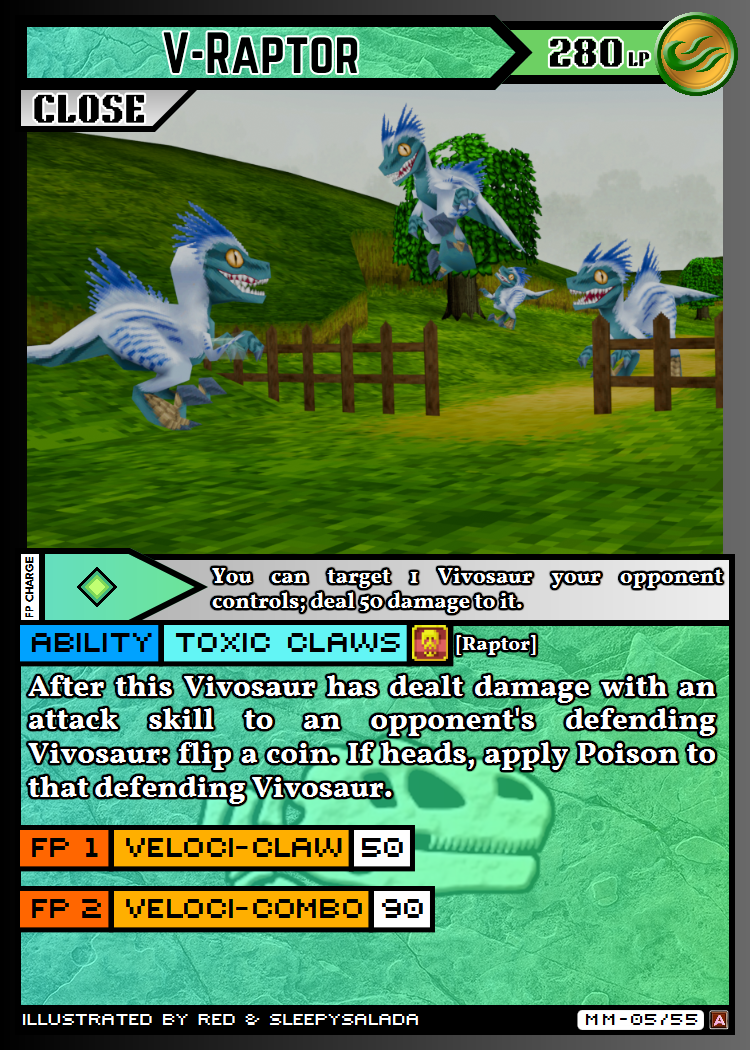 V-Raptor
280 LP
CLOSE
FP CHARGE
You can target 1 Vivosaur your opponent
controls; deal 50 damage to it.
ABILITY TOXIC CLAWS [Raptor]
After this Vivosaur has dealt damage with an
attack skill to an opponent's defending
Vivosaur: flip a coin. If heads, apply Poison to
that defending Vivosaur.
FP 1 VELOCI-CLAW 50
FP 2 VELOCI-COMBO 90
ILLUSTRATED BY RED & SLEEPYSALADA
MM-05/55 A